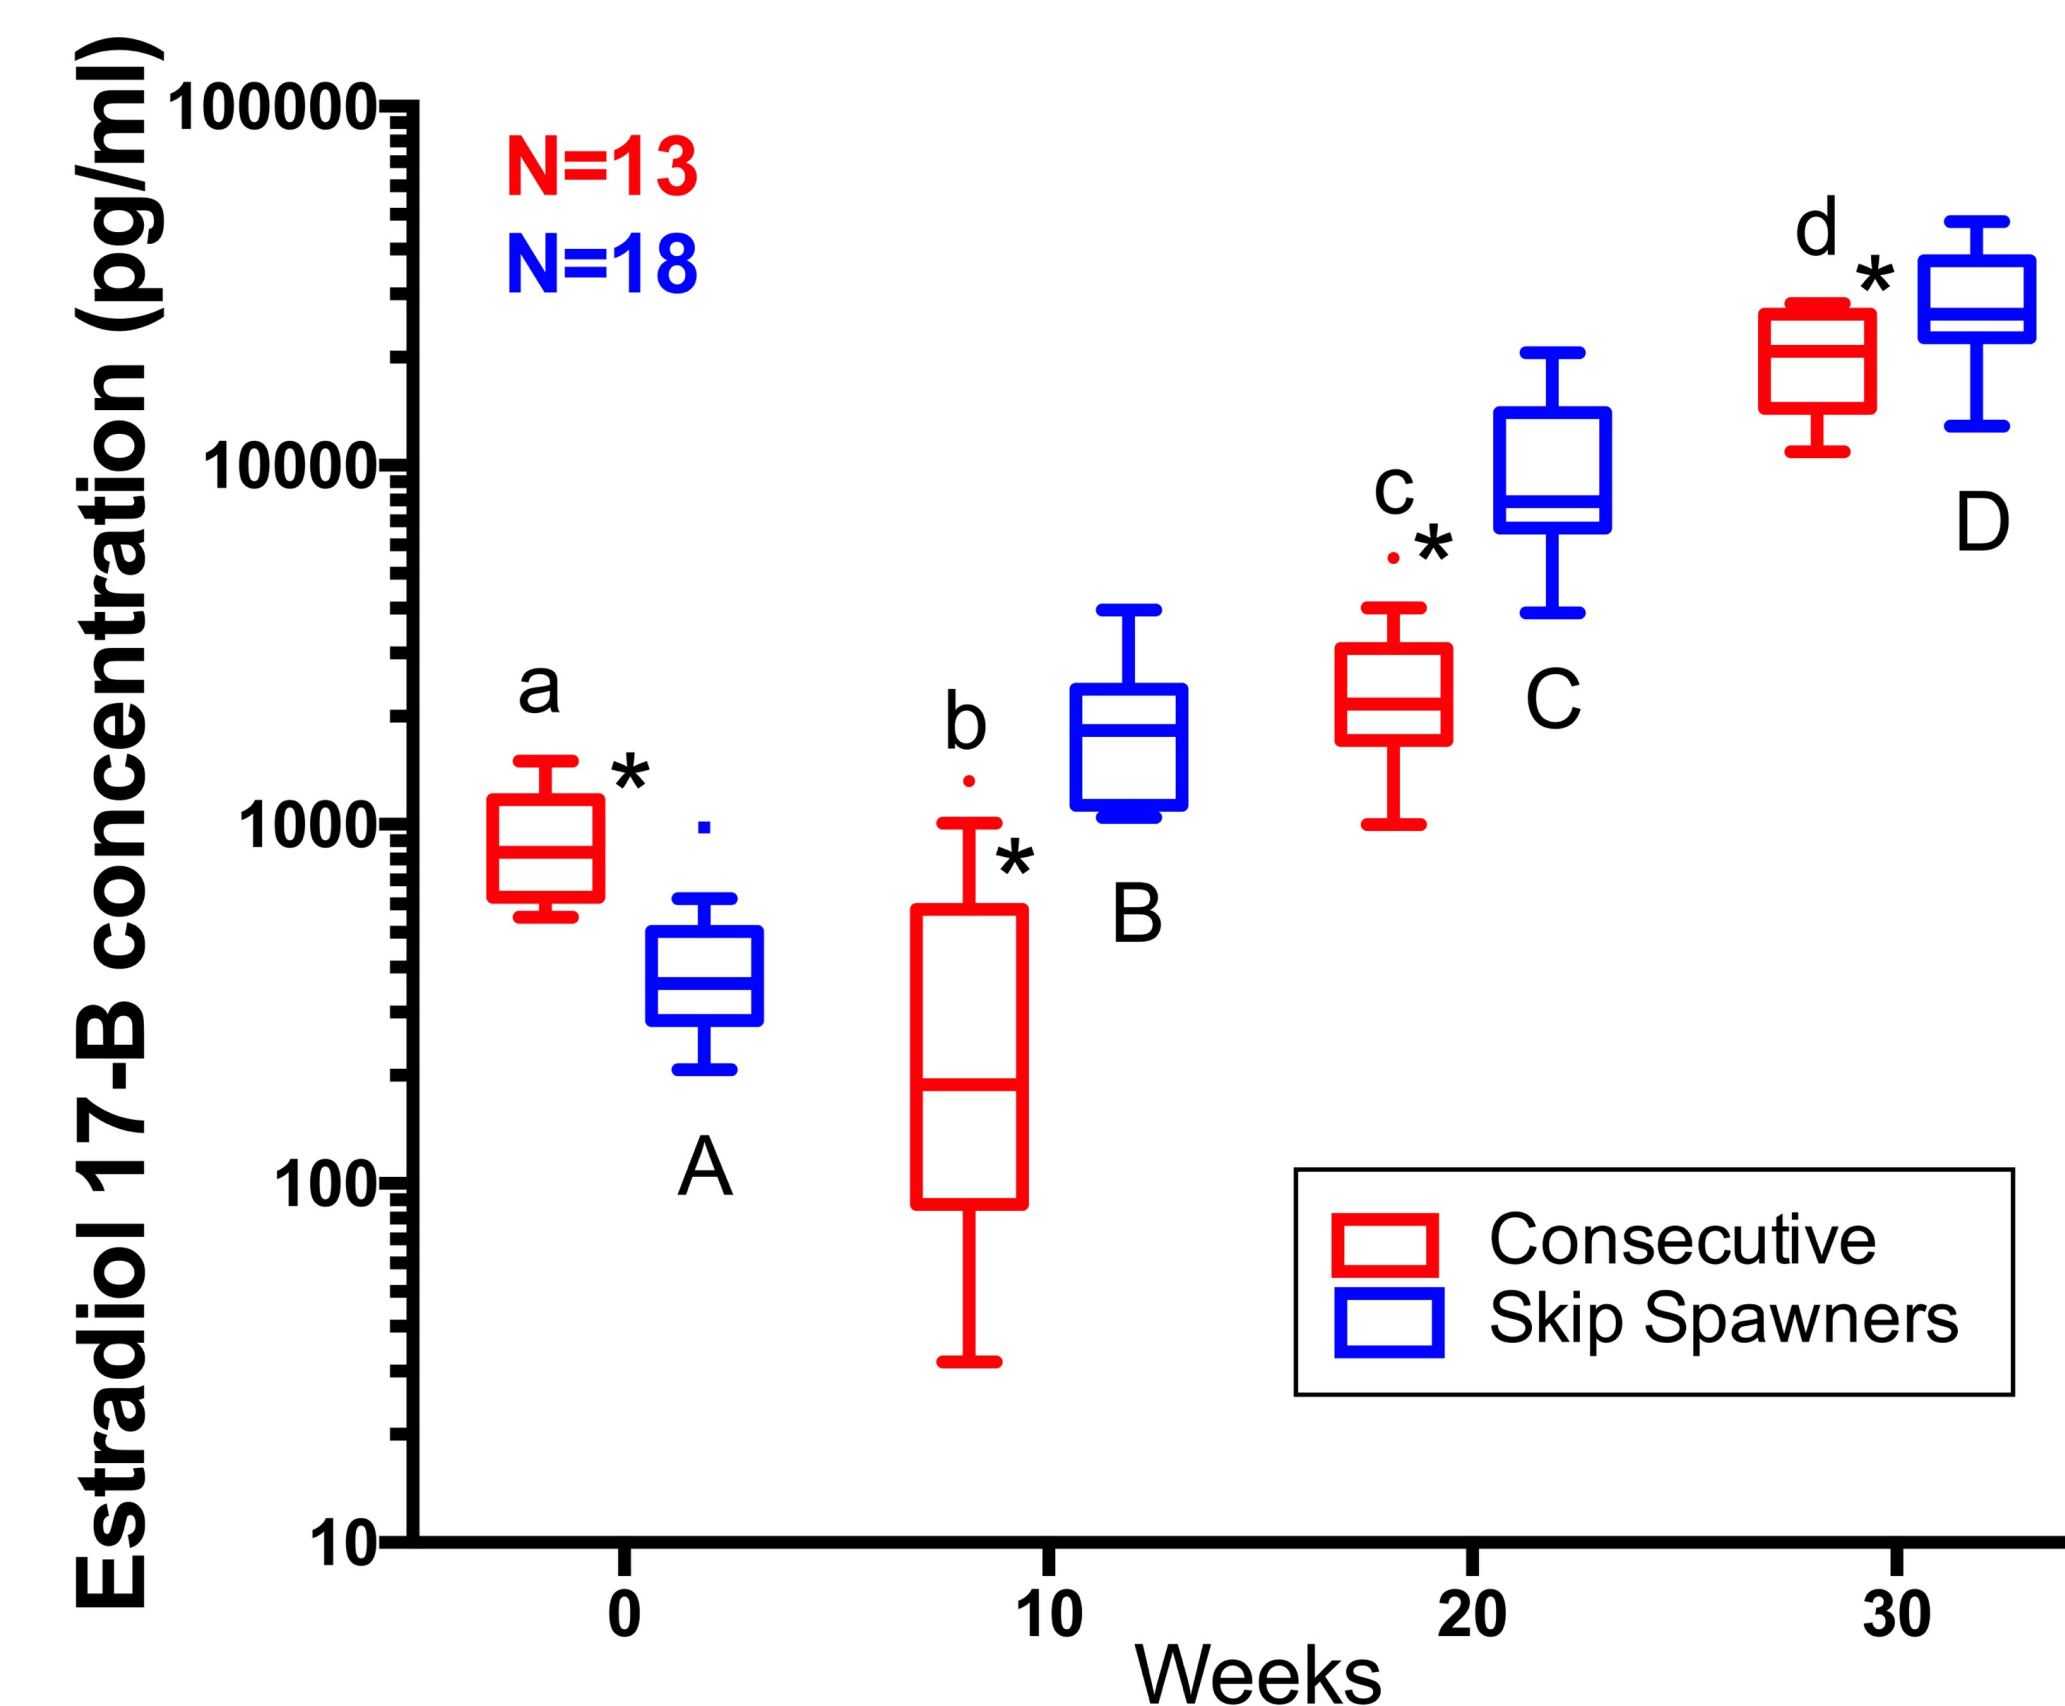 Estradiol 17-B concentration (pg/ml)
100000
10000
1000
100
10
N=13
N=18
a
*
A
b
*
B
c
*
C
d
*
D
Consecutive
Skip Spawners
0
10
20
30
Weeks